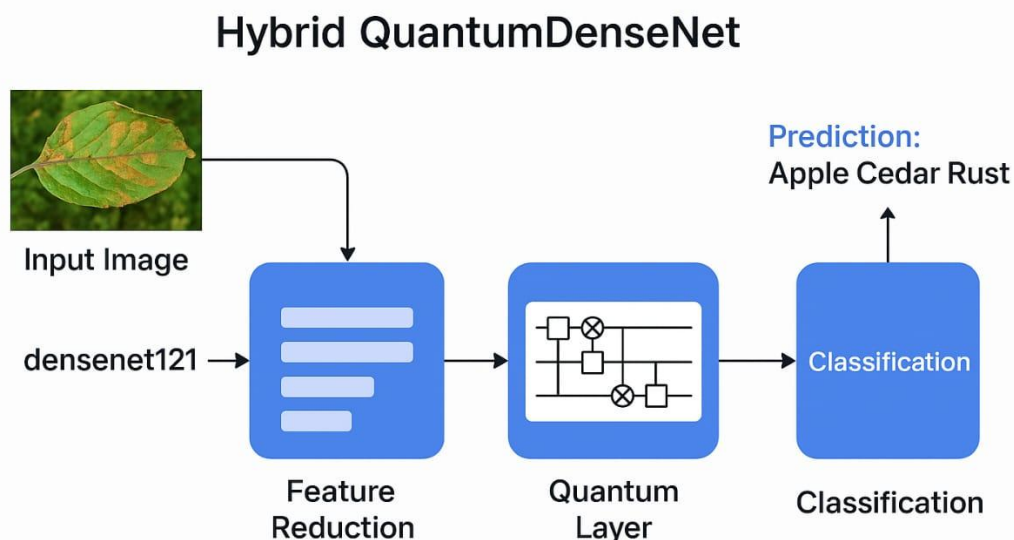 Hybrid QuantumDenseNet
Prediction:
Apple Cedar Rust
Input Image
densenet121
Classification
Feature
Reduction
Quantum
Layer
Classification